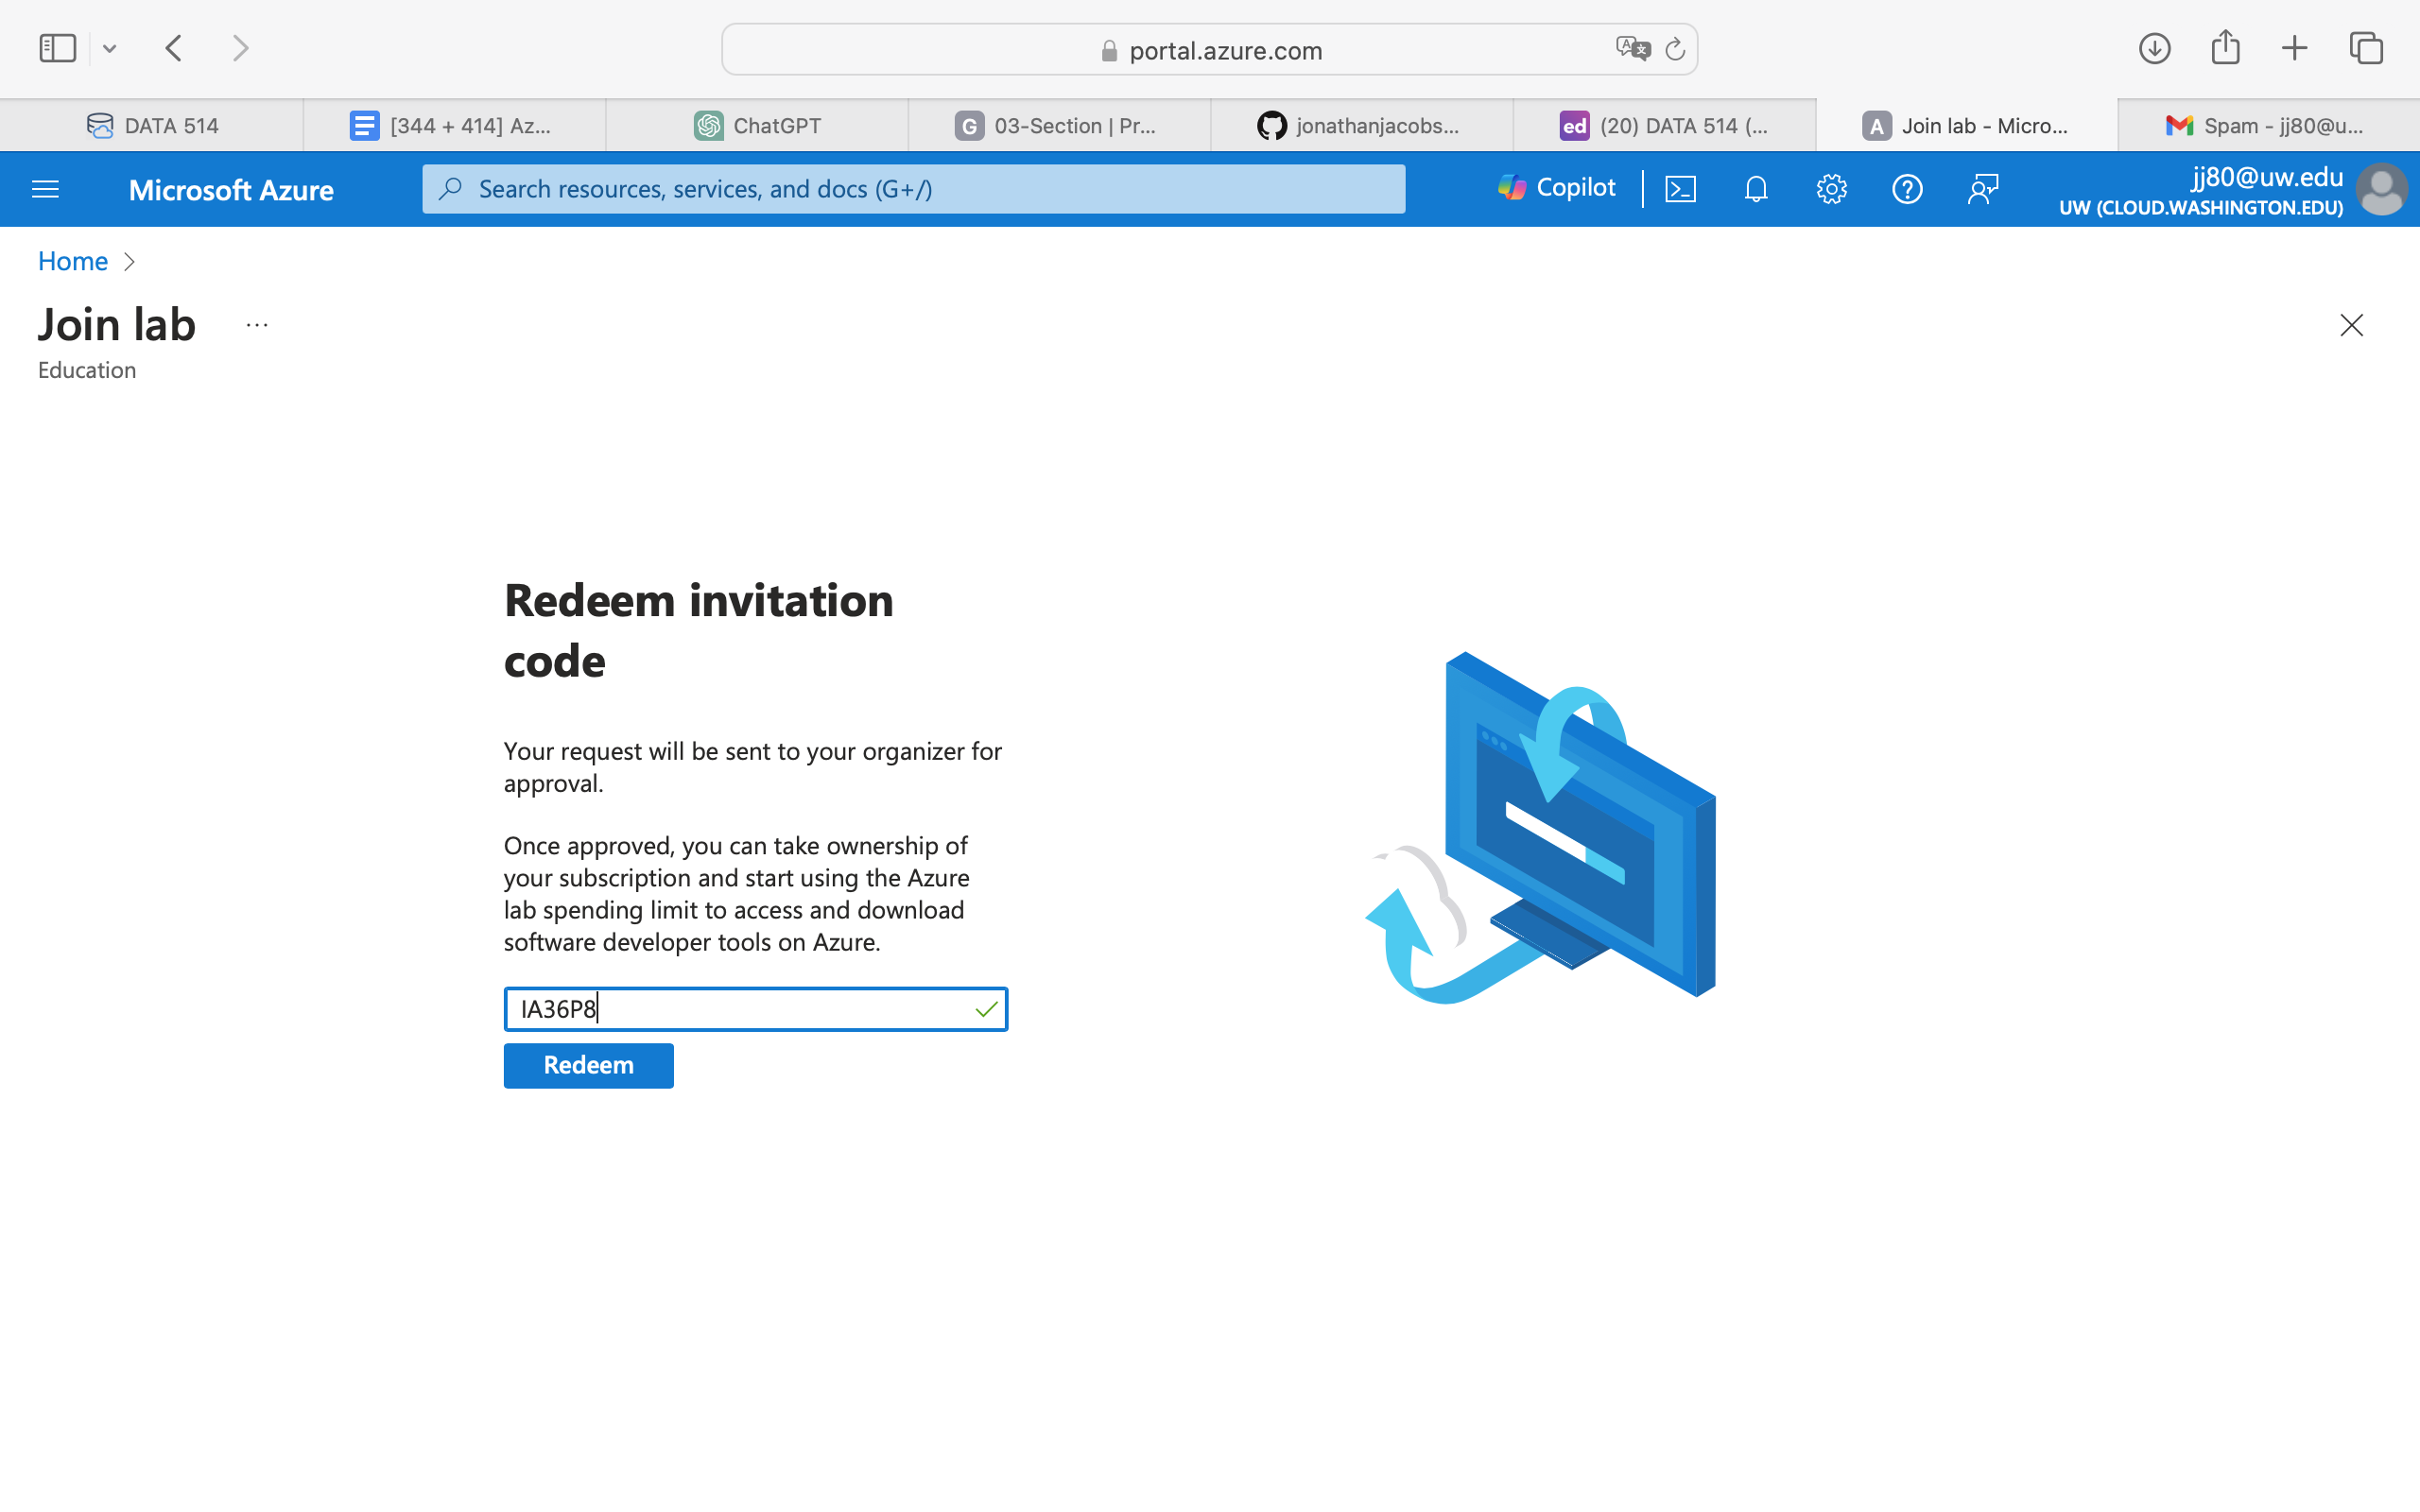 portal.azure.com
DATA 514
[344 + 414] Az...
ChatGPT
G 03-Section | Pr...
jonathanjacobs...
ed (20) DATA 514 (...
A Join lab - Micro...
Spam - jj80@u...
Microsoft Azure
Search resources, services, and docs (G+/)
Copilot
jj80@uw.edu
UW (CLOUD.WASHINGTON.EDU)
Home
Join lab
...
Education
Redeem invitation
code
Your request will be sent to your organizer for
approval.
Once approved, you can take ownership of
your subscription and start using the Azure
lab spending limit to access and download
software developer tools on Azure.
IA36P8
Redeem